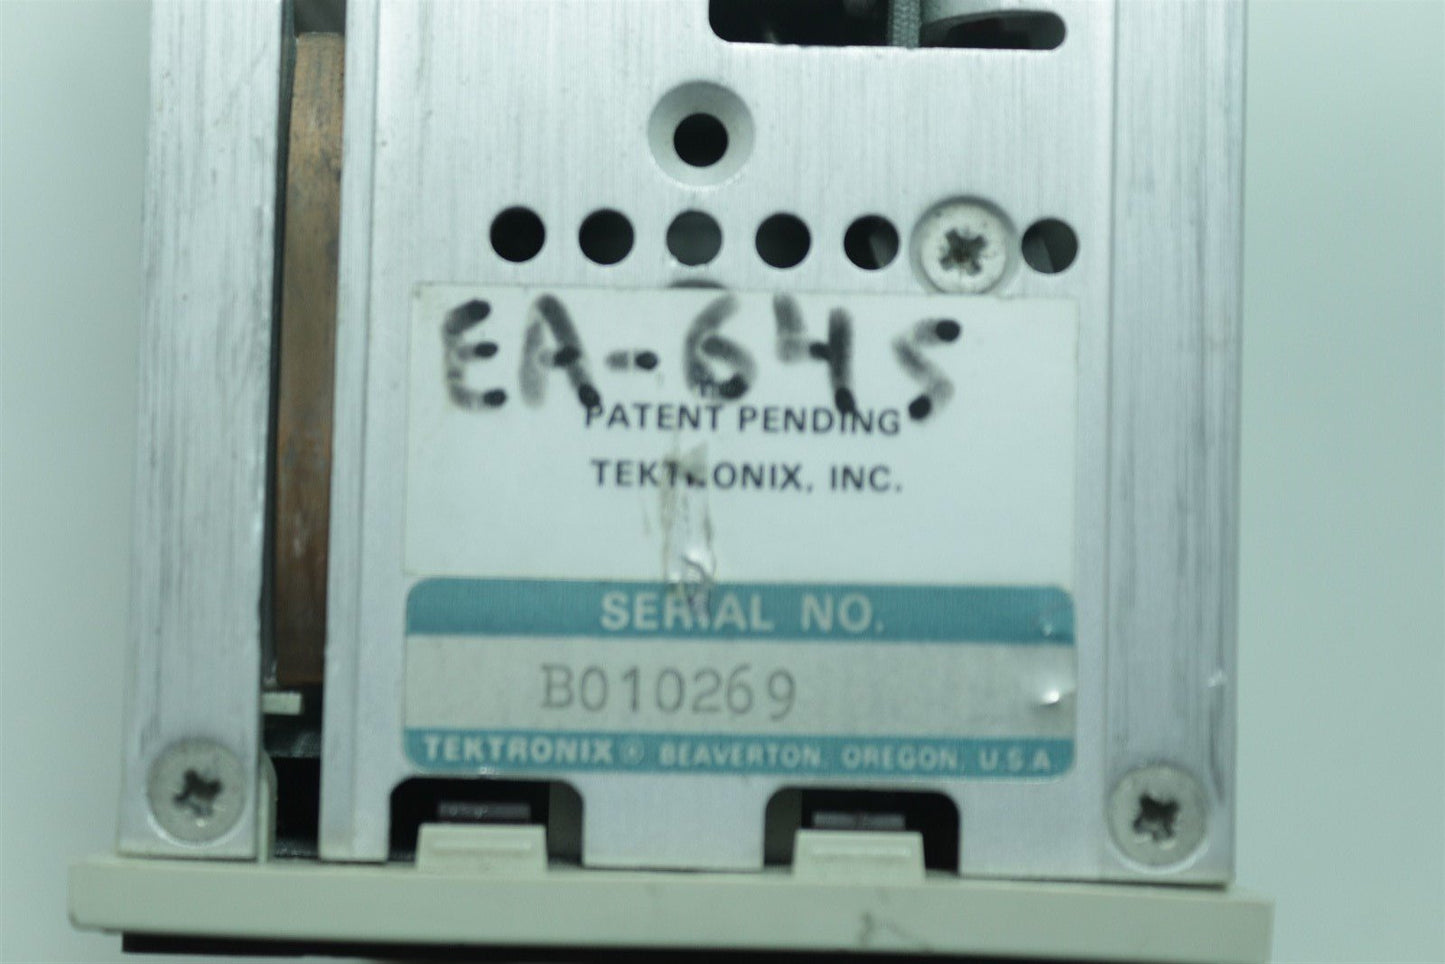 EA-645
PATENT PENDING
TEKTRONIX, INC.
SERIAL NO.
B010269
TEKTRONIX® BEAVERTON, OREGON, U.S.A